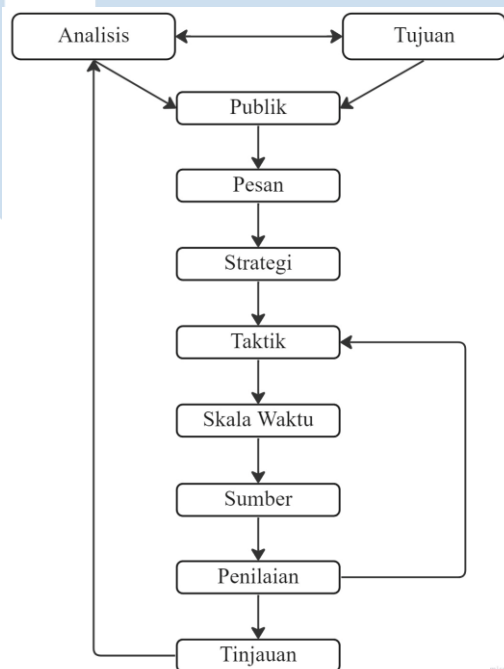 Analisis
Tujuan
Publik
Pesan
Strategi
Taktik
Skala Waktu
Sumber
Penilaian
Tinjauan